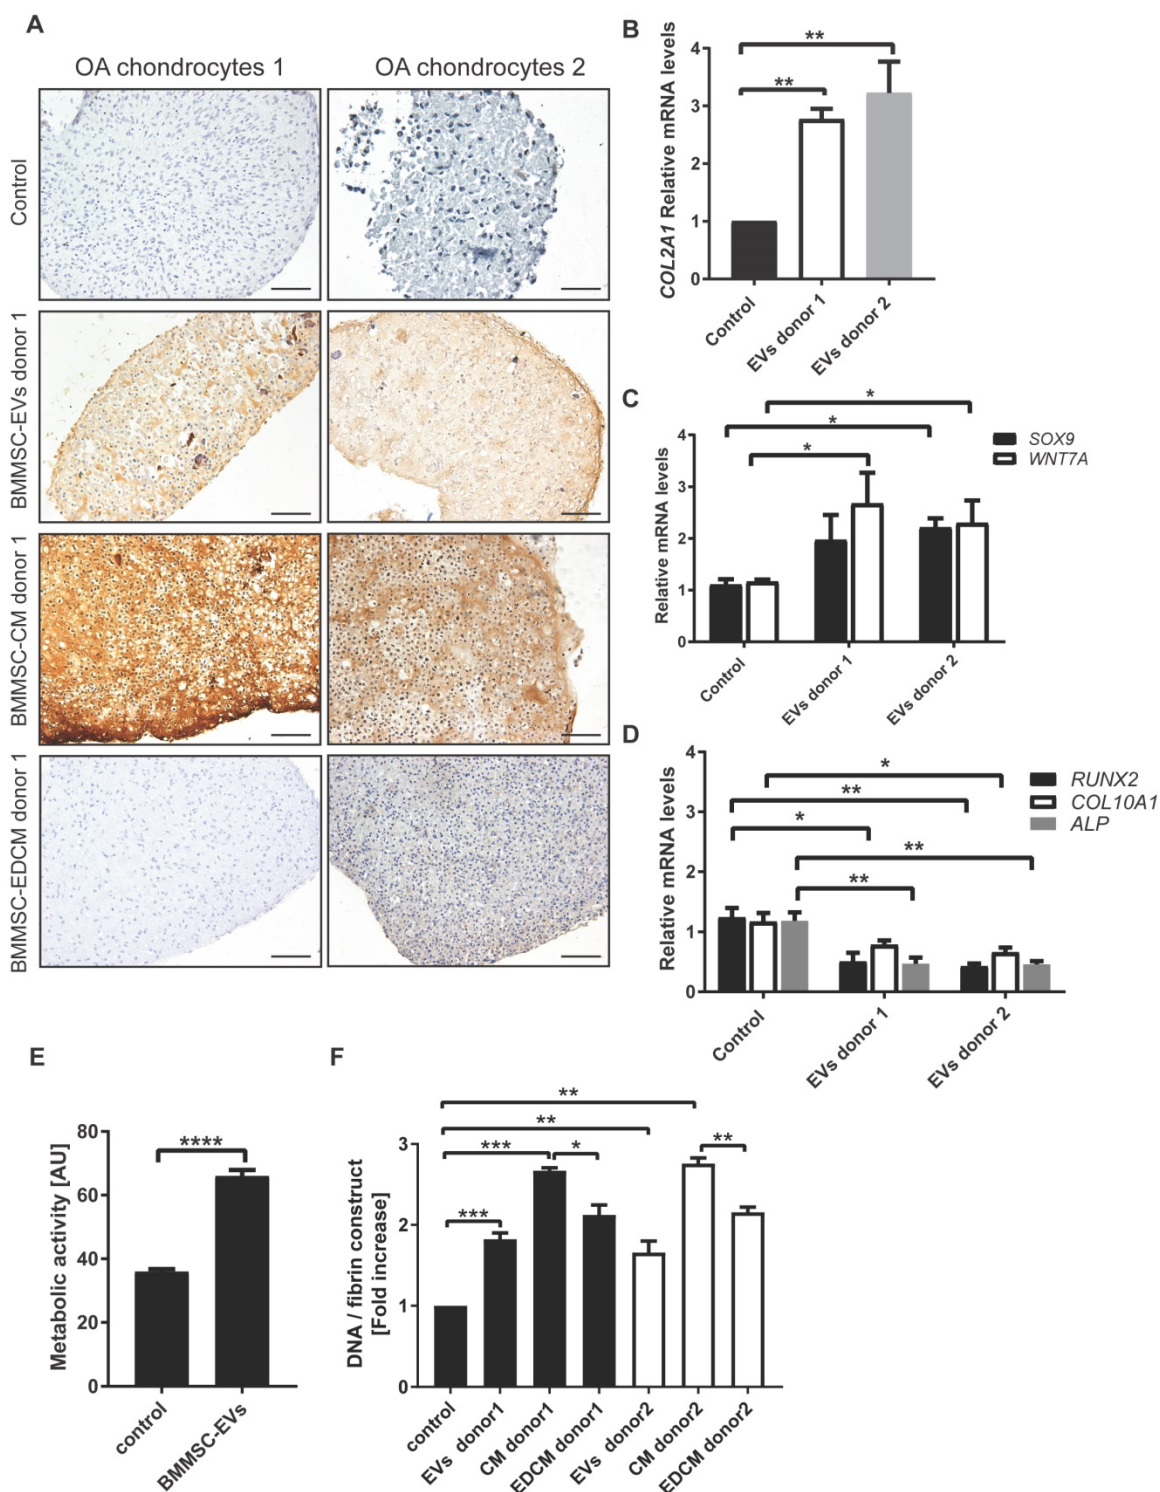 A
OA chondrocytes 1
OA chondrocytes 2
Control
BMMSC-EVs donor 1
BMMSC-CM donor 1
BMMSC-EDCM donor 1
B
COL2A1 Relative mRNA levels
4
3
2
1
0
**
**
Control
EVs donor 1
EVs donor 2
C
Relative mRNA levels
4
3
2
1
0
*
*
*
SOX9
WNT7A
Control
EVs donor 1
EVs donor 2
D
Relative mRNA levels
4
3
2
1
0
*
**
*
**
**
RUNX2
COL10A1
ALP
Control
EVs donor 1
EVs donor 2
E
Metabolic activity [AU]
80
60
40
20
0
****
control
BMMSC-EVs
F
DNA / fibrin construct
[Fold increase]
3
2
1
0
**
**
***
*
**
***
control
EVs donor1
CM donor1
EDCM donor1
EVs donor2
CM donor2
EDCM donor2